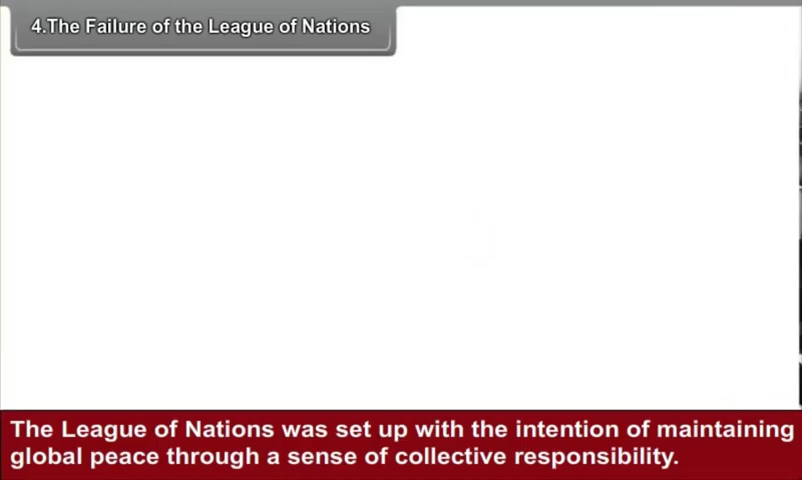 4.The Failure of the League of Nations
The League of Nations was set up with the intention of maintaining
global peace through a sense of collective responsibility.